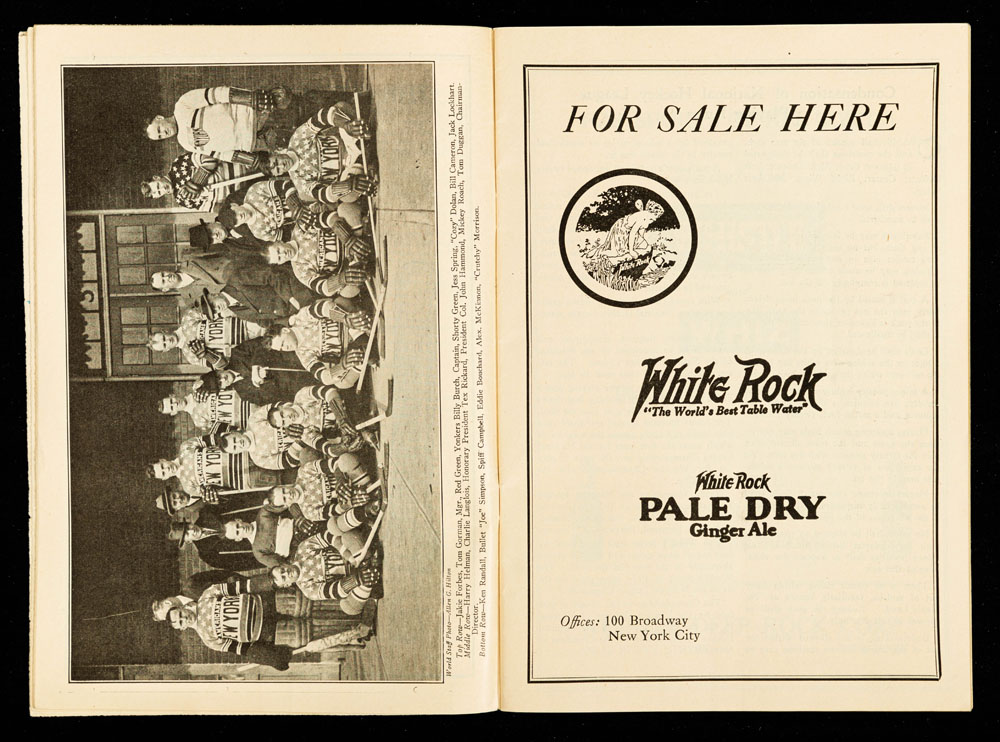 World Staff Photo—Allen G. Hilton
Top Row—Jakie Forbes, Tom Gorman, Mgr., Red Green, Yonkers Billy Burch, Captain, Shorty Green, Jess Spring, "Cozy" Dolan, Bill Cameron, Jack Lockhart.
Middle Row—Harry Helman, Charlie Langlois, Honorary President Tex Rickard, President Col. John Hammond, Mickey Roach, Tom Duggan, Chairman-
Director.
Bottom Row—Ken Randall, Bullet "Joe" Simpson, Spiff Campbell, Eddie Bouchard, Alex. McKinnon, "Crutchy" Morrison.
FOR SALE HERE
White Rock
"The World's Best Table Water"
White Rock
PALE DRY
Ginger Ale
Offices: 100 Broadway
New York City